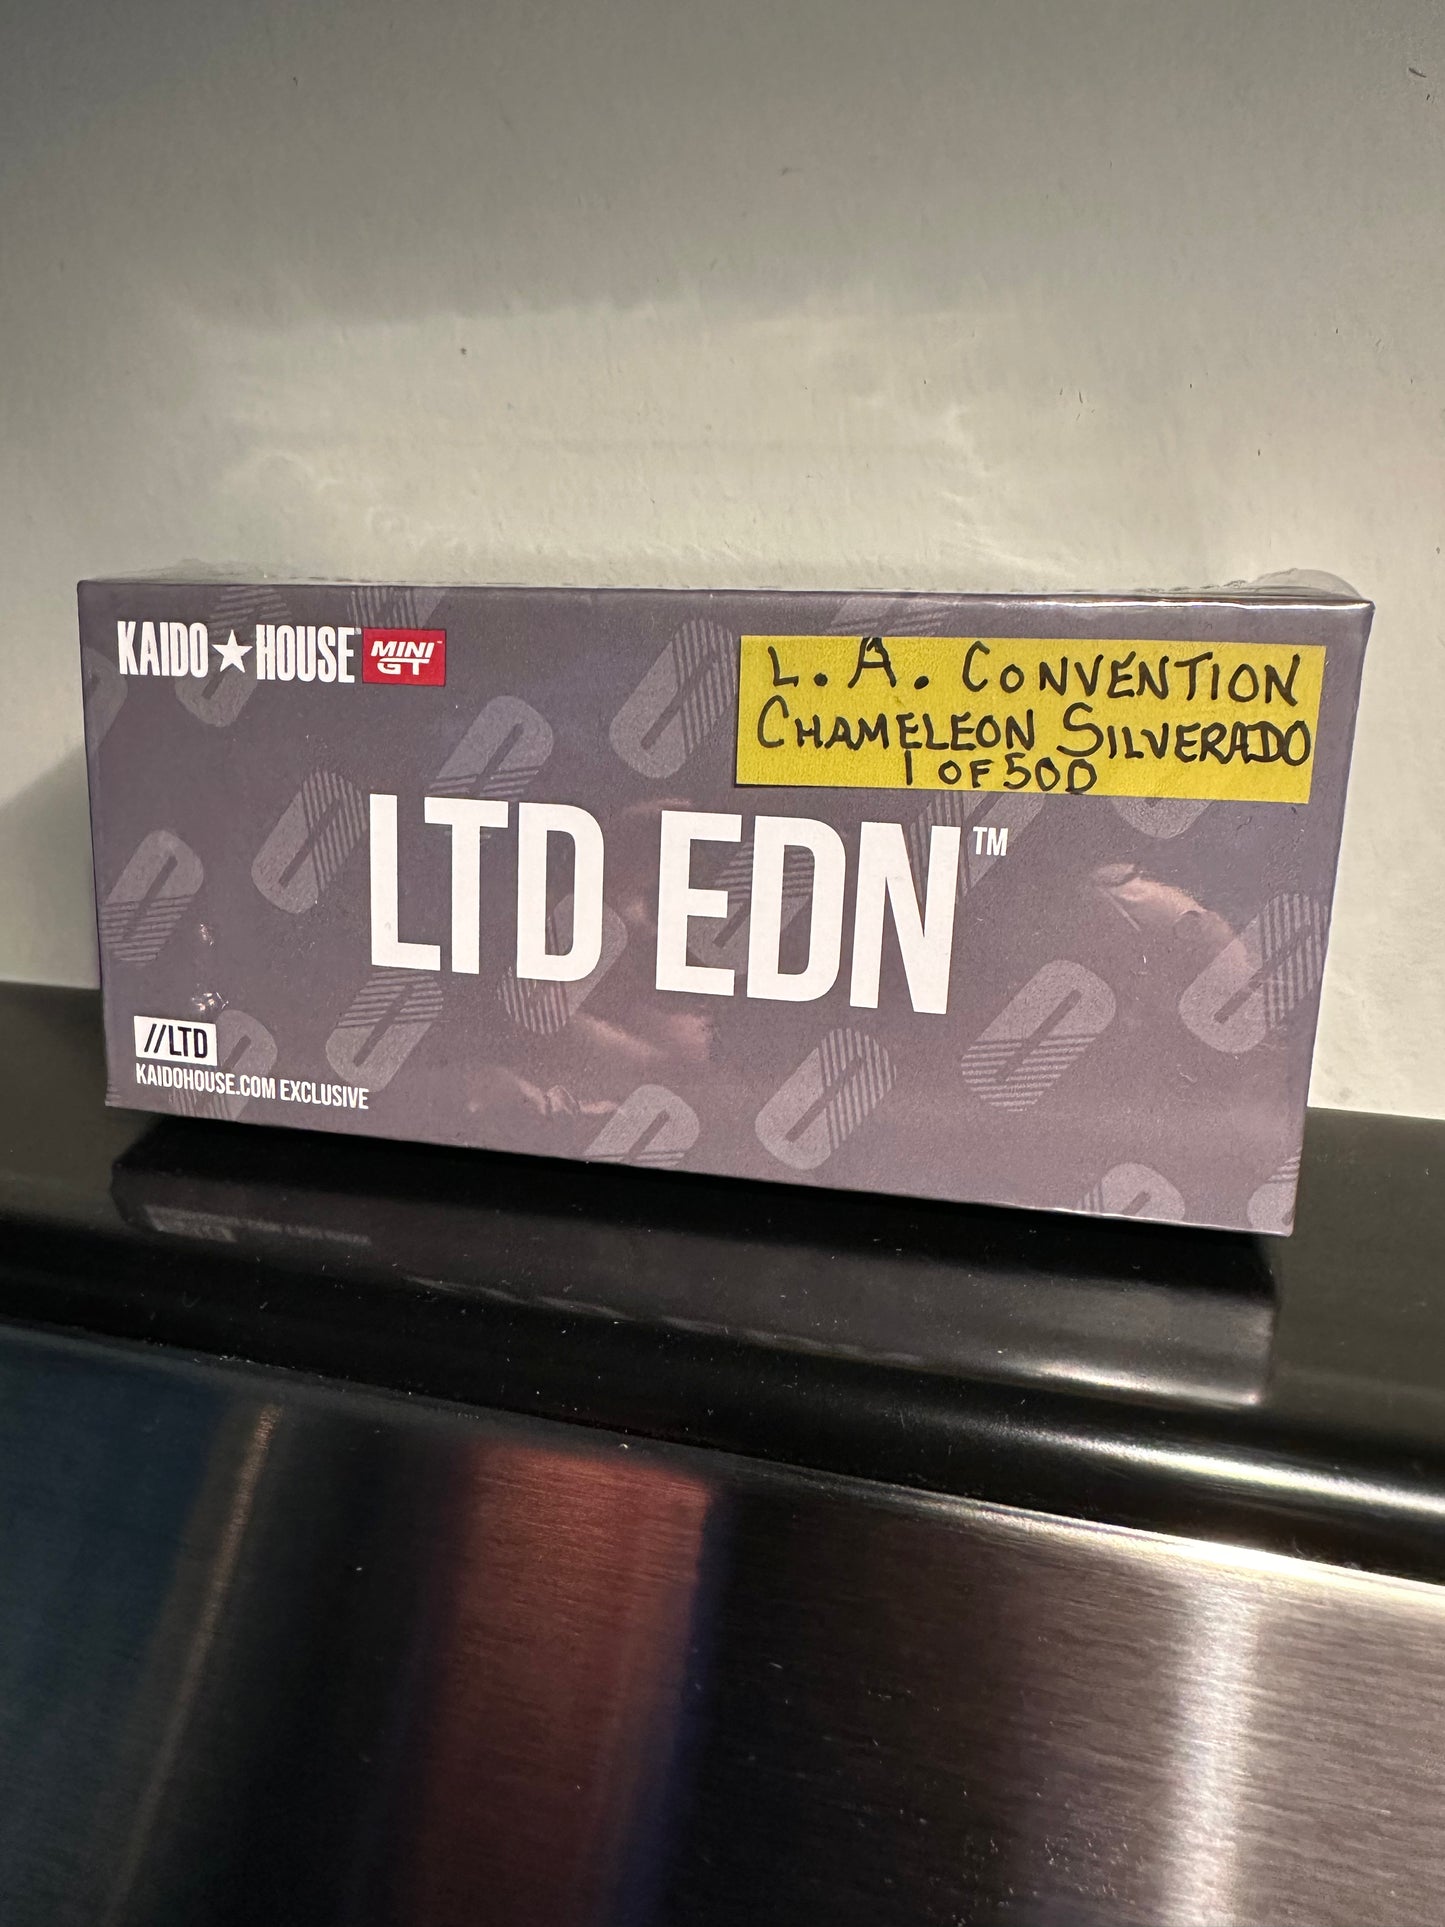 KAIDO★HOUSE MINI GT
L. A. CONVENTION
CHAMELEON SILVERADO
1 OF 500
LTD EDN™
//LTD
KAIDOHOUSE.COM EXCLUSIVE